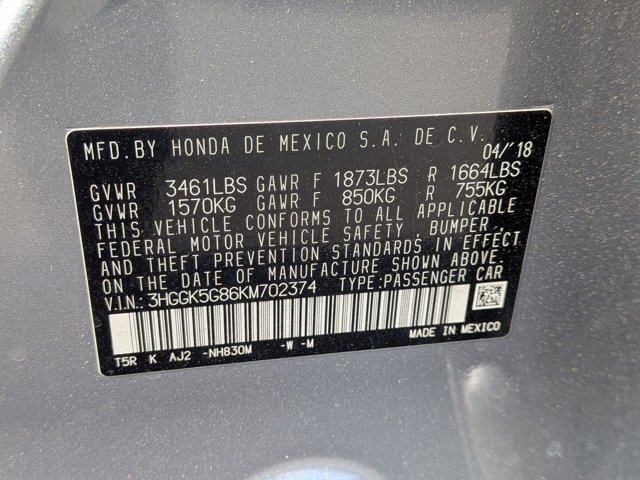 MFD. BY HONDA DE MEXICO S.A. DE C.V.
04/'18
GVWR 3461LBS GAWR F 1873LBS R 1664LBS
GVWR 1570KG GAWR F 850KG R 755KG
THIS VEHICLE CONFORMS TO ALL APPLICABLE
FEDERAL MOTOR VEHICLE SAFETY, BUMPER,
AND THEFT PREVENTION STANDARDS IN EFFECT
ON THE DATE OF MANUFACTURE SHOWN ABOVE.
V.I.N: 3HGGK5G86KM702374 TYPE:PASSENGER CAR
MADE IN MEXICO
T5R K AJ2 -NH830M -W -M